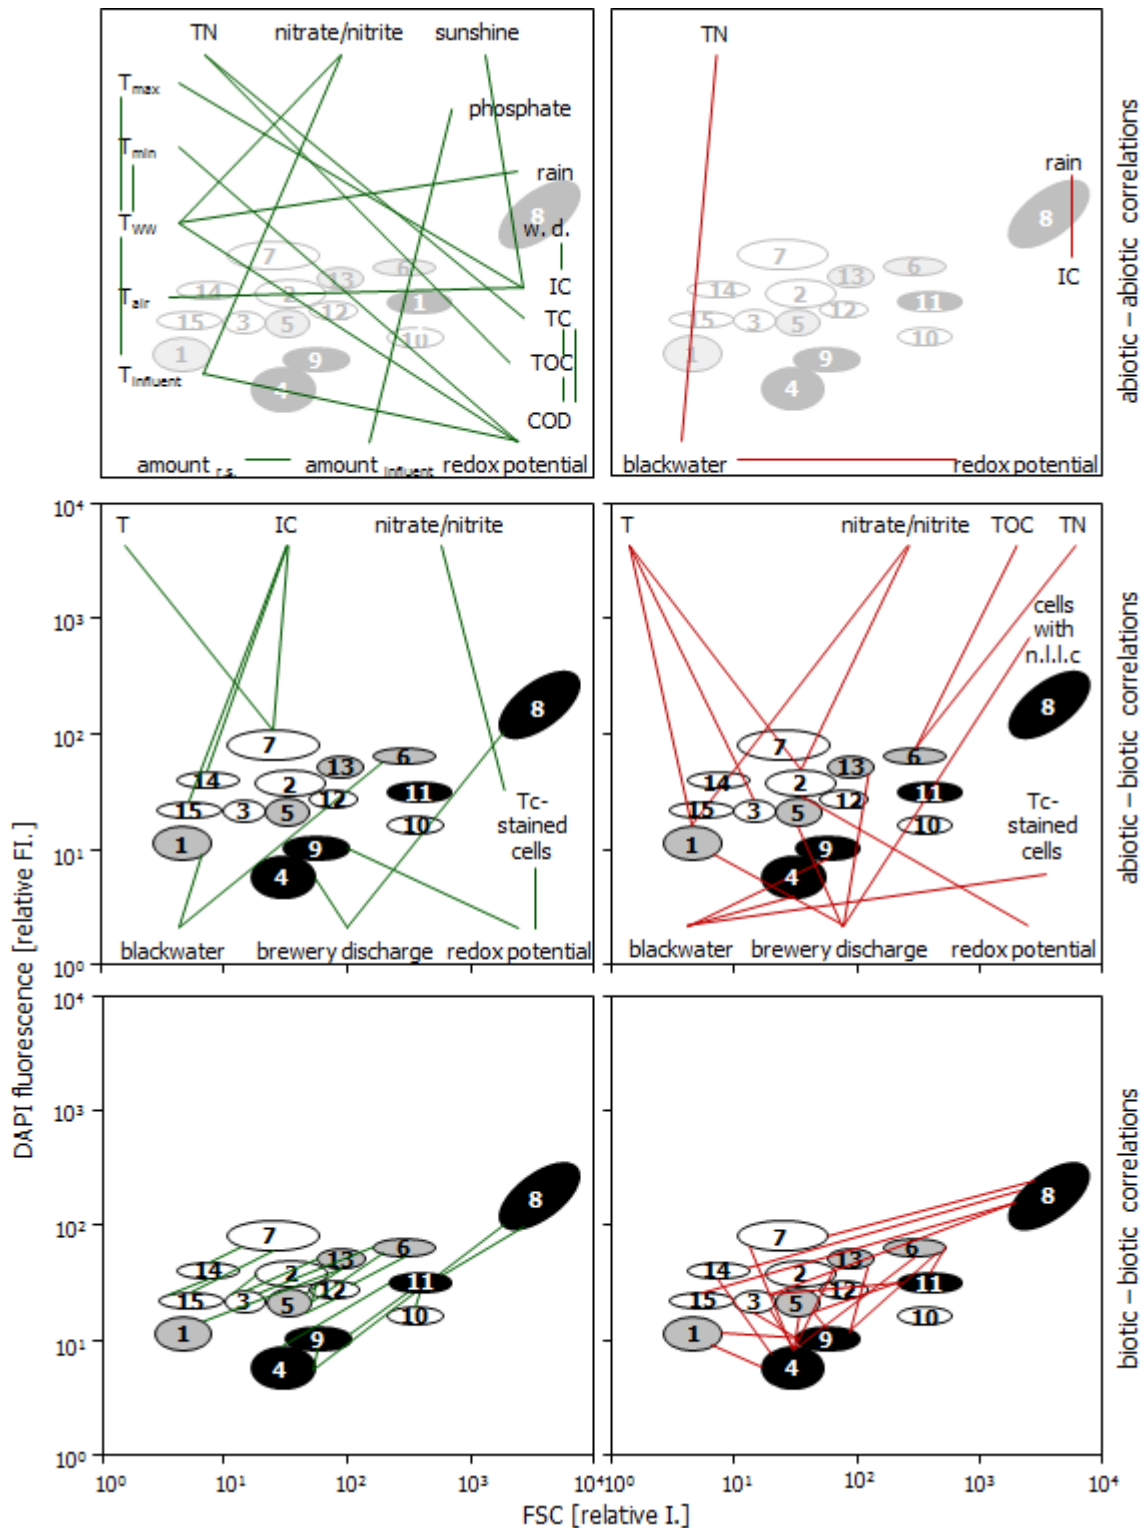 TN nitrate/nitrite sunshine
T max
phosphate
T min
rain
8
T WW
w. d.
7
6
13
IC
14
2
T air
1
12
TC
15 3 5
10
1
9
TOC
T Influent
4
COD
amount r.s. amount Influent redox potential
TN
rain
8
7
6
13
IC
14 2
11
12
15 3 5
10
1
9
4
blackwater redox potential
abiotic – abiotic correlations
10⁴
T IC nitrate/nitrite
10³
8
10²
7
6
13
14 2
11
12
Tc-
15 3 5
10
stained
1
cells
10¹
9
4
blackwater brewery discharge redox potential
10⁰
T nitrate/nitrite TOC TN
cells
with
n.l.l.c
8
7
6
13
14 2
11
12
Tc-
15 3 5
10
stained
1
cells
9
4
blackwater brewery discharge redox potential
abiotic – biotic correlations
DAPI fluorescence [relative FI.]
10⁴
10³
10²
8
7
6
13
14 2
11
12
15 3 5
10
1
9
10¹
4
10⁰
10⁰ 10¹ 10² 10³ 10⁴
8
7
6
13
14 2
11
12
15 3 5
10
1
9
4
10⁰ 10¹ 10² 10³ 10⁴
biotic – biotic correlations
FSC [relative I.]